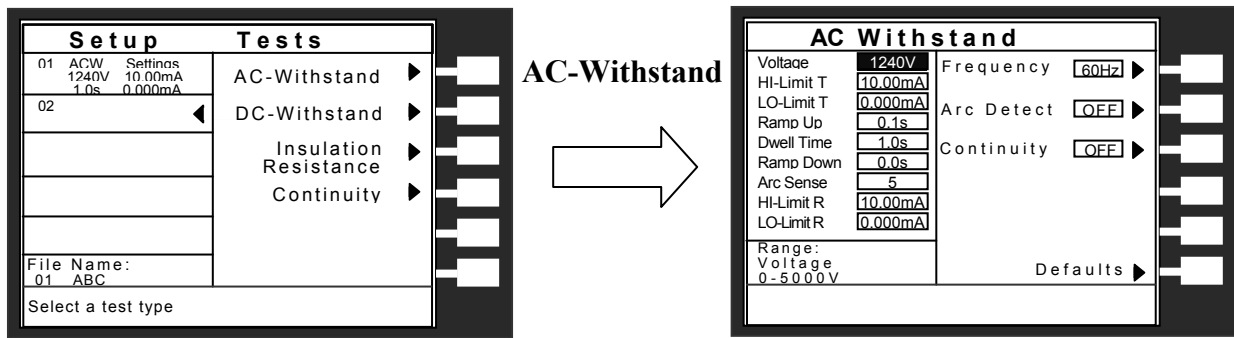 Setup Tests
01 ACW Settings
1240V 10.00mA
1.0s 0.000mA
02
File Name:
01 ABC
AC-Withstand
DC-Withstand
Insulation
Resistance
Continuity
Select a test type
AC-Withstand
AC Withstand
Voltage 1240V
HI-Limit T 10.00mA
LO-Limit T 0.000mA
Ramp Up 0.1s
Dwell Time 1.0s
Ramp Down 0.0s
Arc Sense 5
HI-Limit R 10.00mA
LO-Limit R 0.000mA
Range:
Voltage
0-5000V
Frequency 60Hz
Arc Detect OFF
Continuity OFF
Defaults